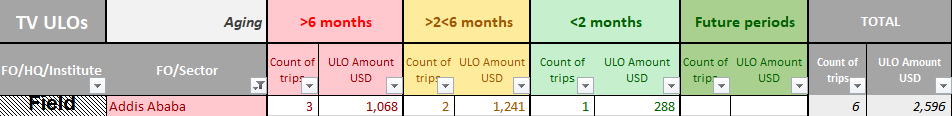 TV ULOs Aging >6 months >2<6 months <2 months Future periods TOTAL
FO/HQ/Institute FO/Sector Count of trips ULO Amount USD Count of trips ULO Amount USD Count of trips ULO Amount USD Count of trips ULO Amount USD Count of trips ULO Amount USD
Field Addis Ababa 3 1,068 2 1,241 1 288 6 2,596